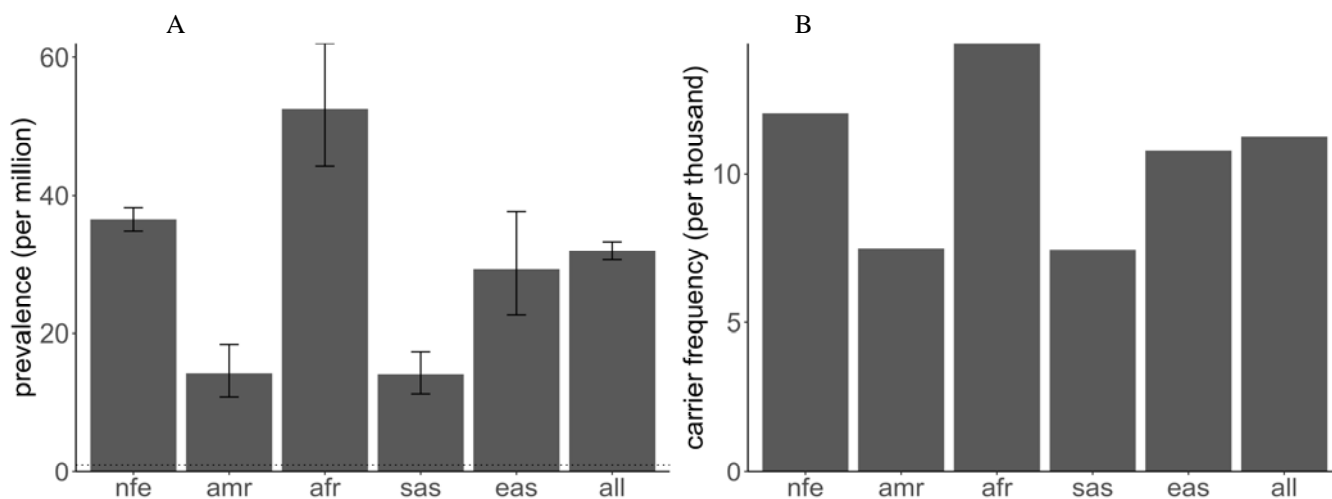 A
B
prevalence (per million)
60
40
20
0
nfe amr afr sas eas all
carrier frequency (per thousand)
10
5
0
nfe amr afr sas eas all